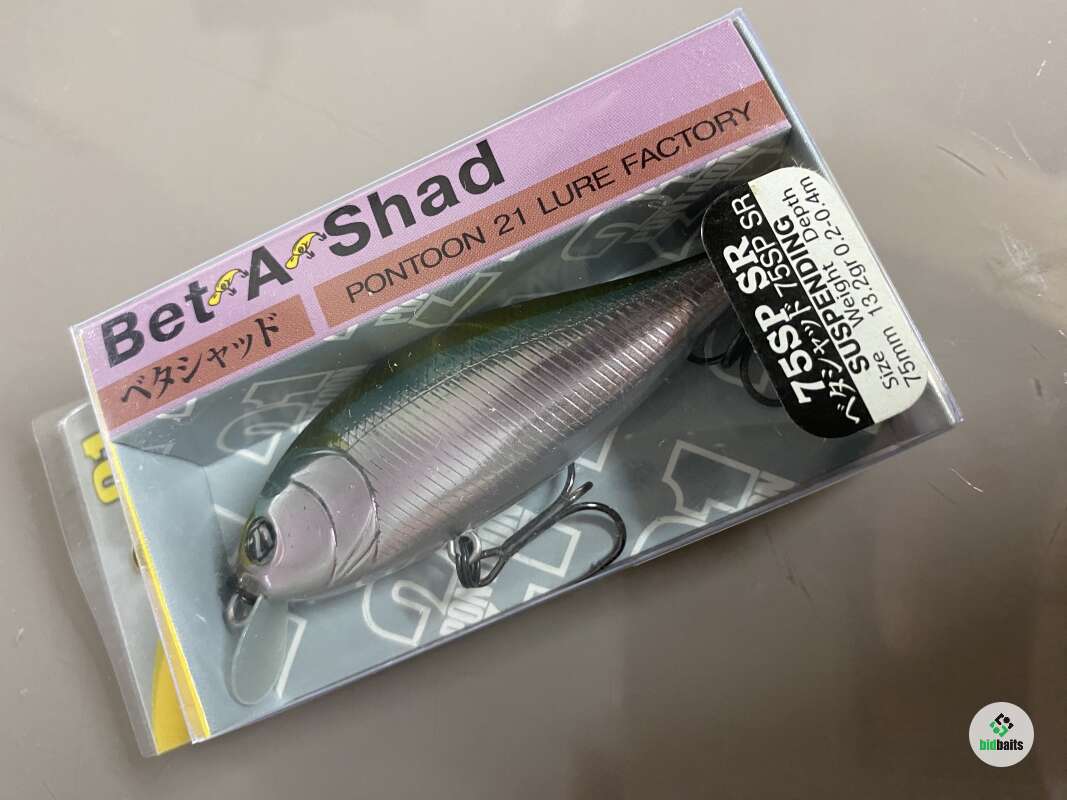 Bet A Shad
ベタシャッド
PONTOON 21 LURE FACTORY
75SP SR
ベタシャッド 75SP SR
SUSPENDING
Size Weight Depth
75mm 13.2gr 0.2-0.4m
21
bidbaits